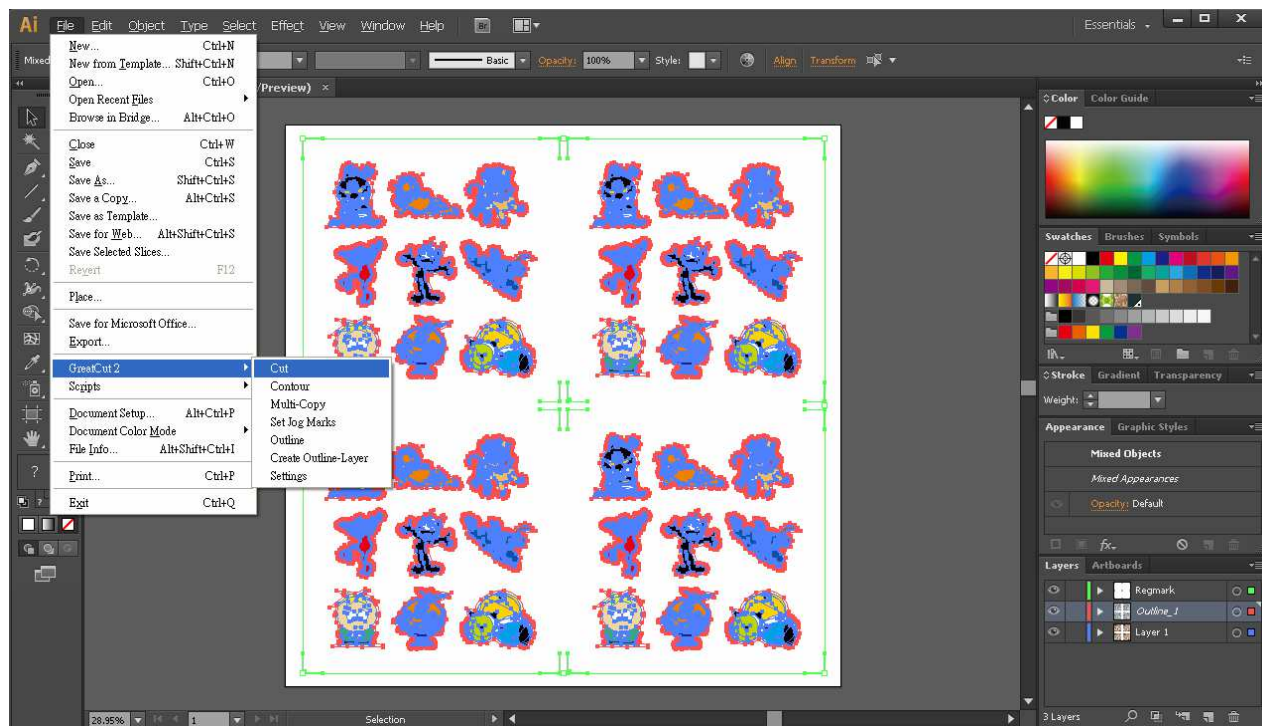 Ai File Edit Object Type Select Effect View Window Help Br Essentials
Mixed Basic Opacity: 100% Style: Align Transform
/Preview) ×
New... Ctrl+N
New from Template... Shift+Ctrl+N
Open... Ctrl+O
Open Recent Files
Browse in Bridge... Alt+Ctrl+O
Close Ctrl+W
Save Ctrl+S
Save As... Shift+Ctrl+S
Save a Copy... Alt+Ctrl+S
Save as Template...
Save for Web... Alt+Shift+Ctrl+S
Save Selected Slices...
Revert F12
Place...
Save for Microsoft Office...
Export...
GreatCut 2
Scripts
Document Setup... Alt+Ctrl+P
Document Color Mode
File Info... Alt+Shift+Ctrl+I
Print... Ctrl+P
Exit Ctrl+Q
Cut
Contour
Multi-Copy
Set Jog Marks
Outline
Create Outline-Layer
Settings
Color Color Guide
Swatches Brushes Symbols
Stroke Gradient Transparency
Weight:
Appearance Graphic Styles
Mixed Objects
Mixed Appearances
Opacity: Default
fx
Layers Artboards
Regmark
Outline_1
Layer 1
3 Layers
28.95% 1 Selection